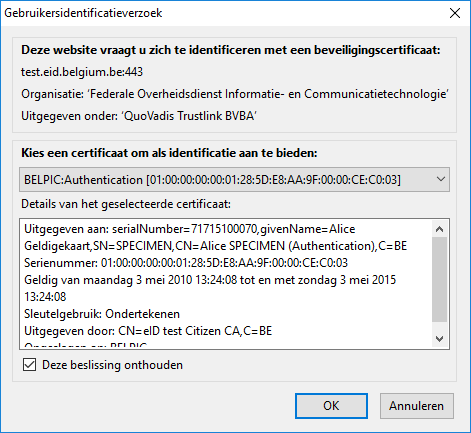 Gebruikersidentificatieverzoek
Deze website vraagt u zich te identificeren met een beveiligingscertificaat:
test.eid.belgium.be:443
Organisatie: ‘Federale Overheidsdienst Informatie- en Communicatietechnologie’
Uitgegeven onder: ‘QuoVadis Trustlink BVBA’
Kies een certificaat om als identificatie aan te bieden:
BELPIC:Authentication [01:00:00:00:00:01:28:5D:E8:AA:9F:00:00:CE:C0:03]
Details van het geselecteerde certificaat:
Uitgegeven aan: serialNumber=71715100070,givenName=Alice
Geldigekaart,SN=SPECIMEN,CN=Alice SPECIMEN (Authentication),C=BE
Serienummer: 01:00:00:00:00:01:28:5D:E8:AA:9F:00:00:CE:C0:03
Geldig van maandag 3 mei 2010 13:24:08 tot en met zondag 3 mei 2015
13:24:08
Sleutelgebruik: Ondertekenen
Uitgegeven door: CN=eID test Citizen CA,C=BE
Opgeslagen op: BELPIC
Deze beslissing onthouden
OK
Annuleren